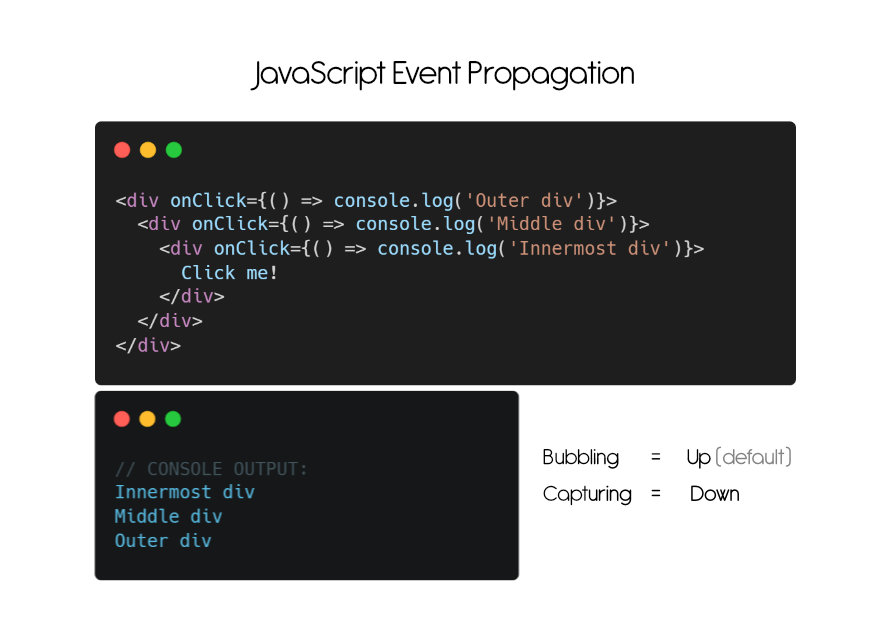 JavaScript Event Propagation
<div onClick={() => console.log('Outer div')}>
  <div onClick={() => console.log('Middle div')}>
    <div onClick={() => console.log('Innermost div')}>
      Click me!
    </div>
  </div>
</div>
// CONSOLE OUTPUT:
Innermost div
Middle div
Outer div
Bubbling = Up (default)
Capturing = Down